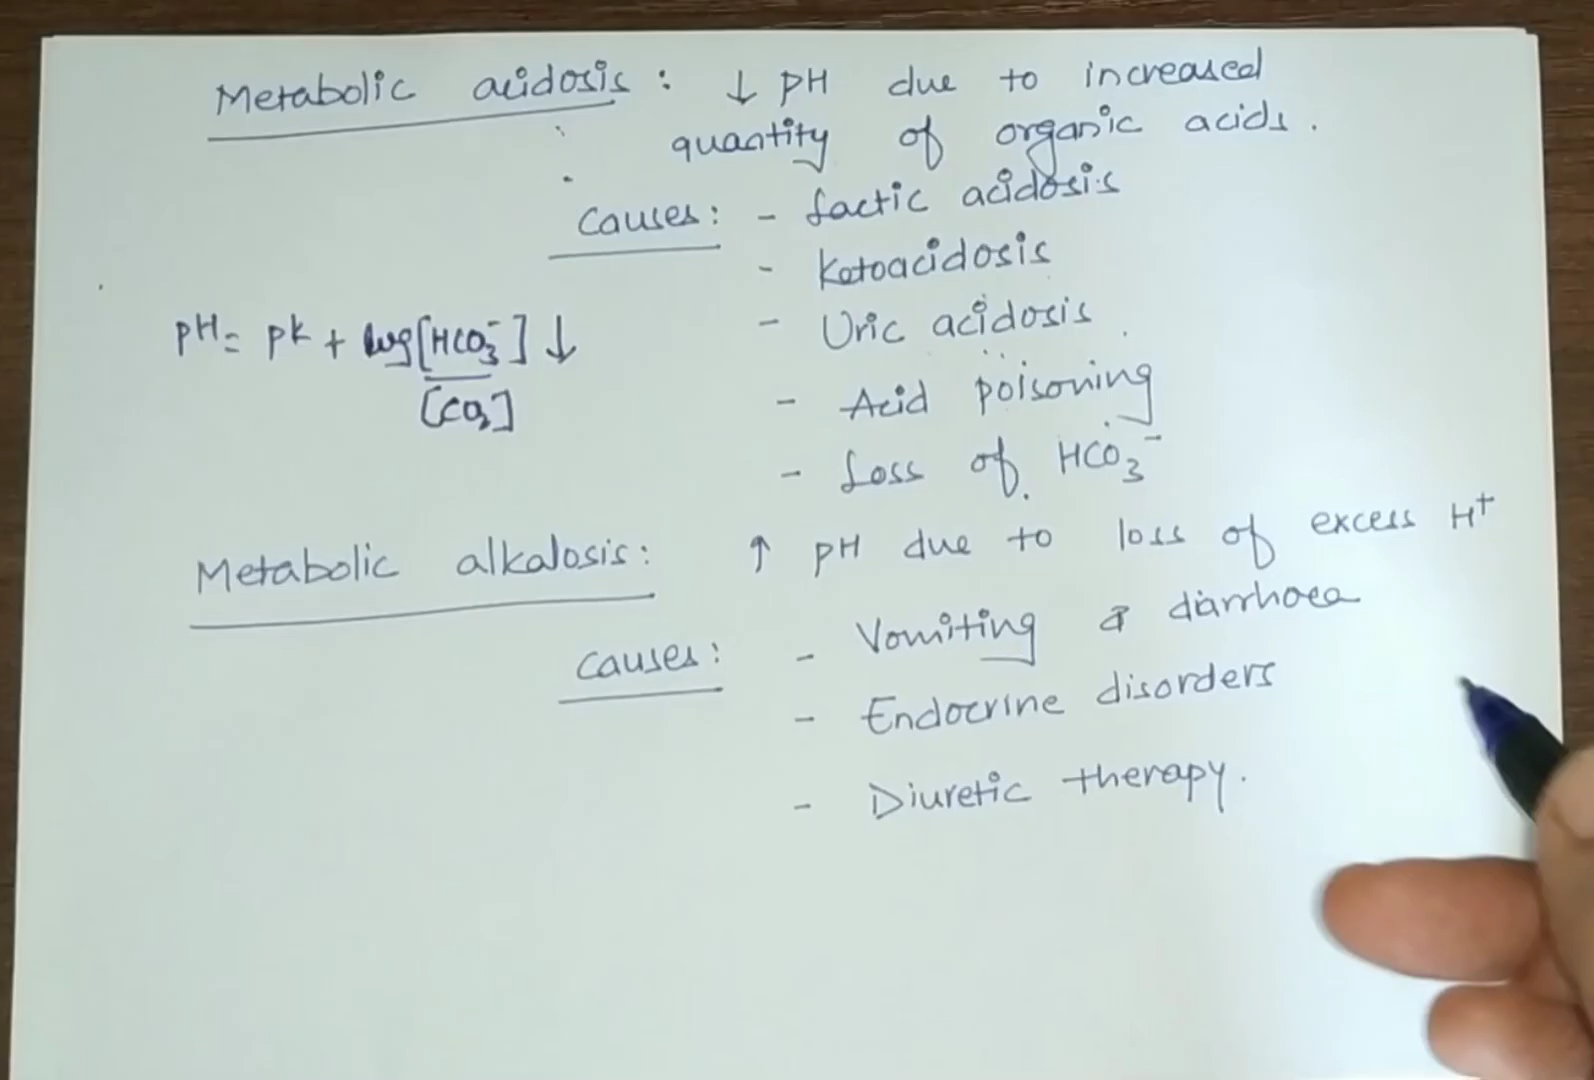 Metabolic acidosis : ↓ pH due to increased
quantity of organic acids.
Causes: - Lactic acidosis
- Ketoacidosis
- Uric acidosis
pH = pk + log [HCO3-] ↓
[CO2]
- Acid poisoning
- Loss of HCO3-
Metabolic alkalosis: ↑ pH due to loss of excess H+
Causes: - Vomiting & diarrhoea
- Endocrine disorders
- Diuretic therapy.